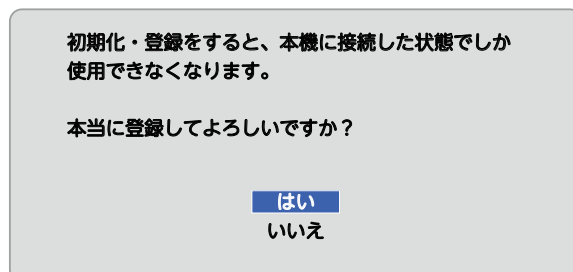 初期化・登録をすると、本機に接続した状態でしか
使用できなくなります。
本当に登録してよろしいですか？
はい
いいえ